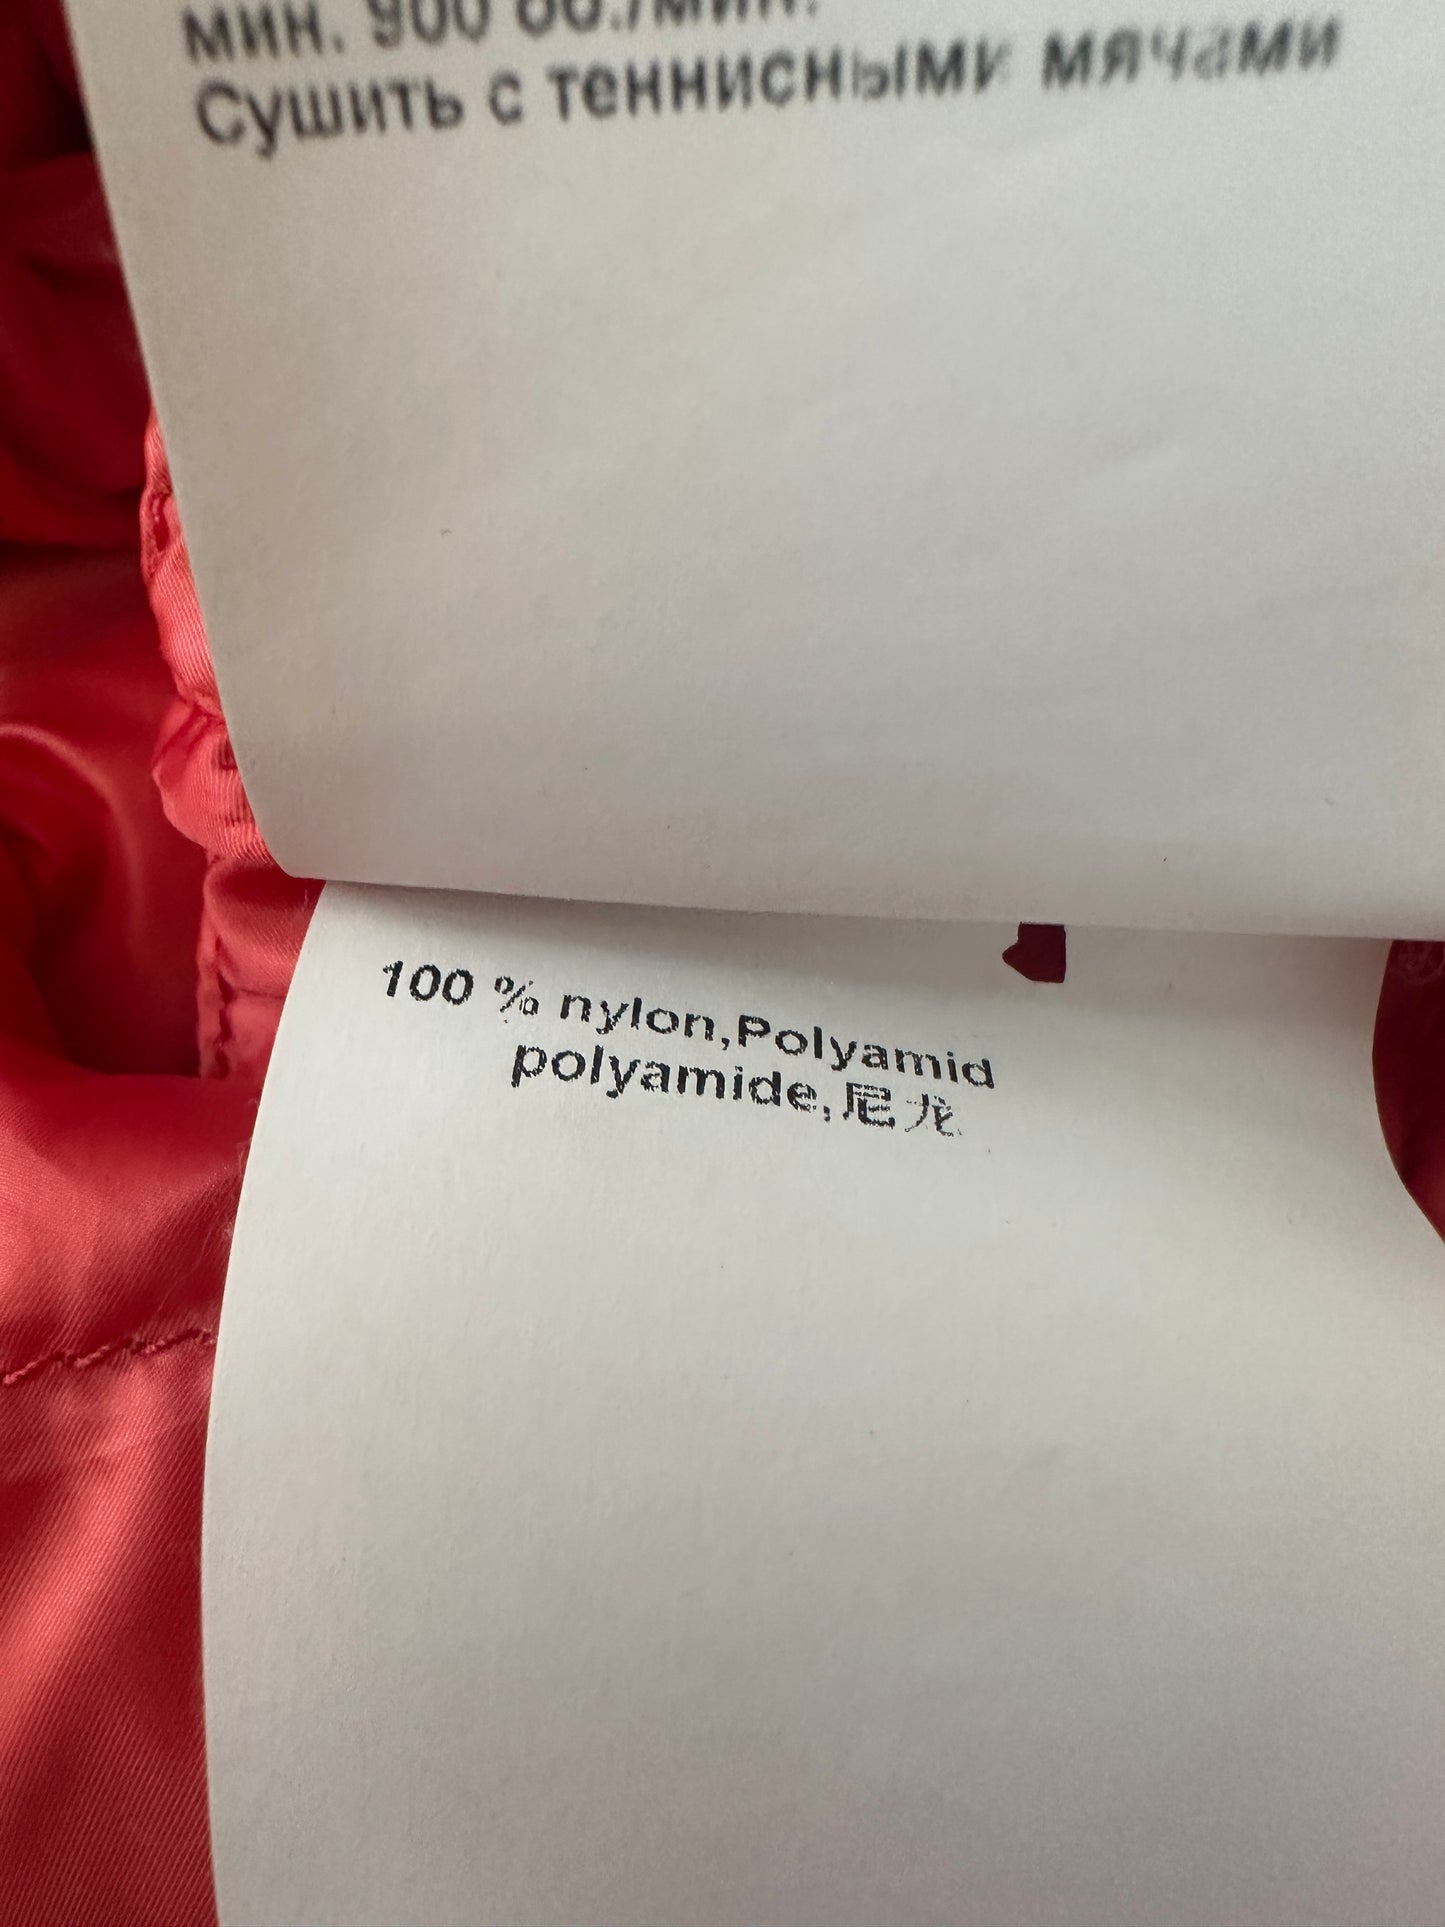 мин. 900 об./мин.
Сушить с теннисными мячами
100 % nylon,Polyamid
polyamide,尼龙